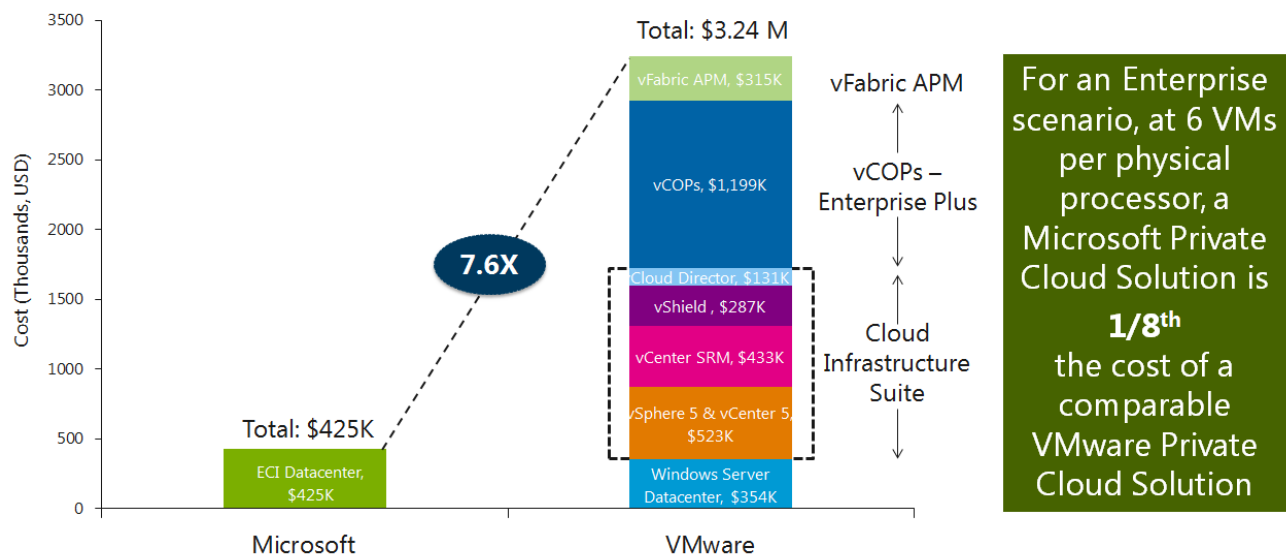 3500
3000
2500
2000
1500
1000
500
0
Cost (Thousands, USD)
Total: $425K
ECI Datacenter,
$425K
Microsoft
7.6X
Total: $3.24 M
vFabric APM, $315K
vCOPs, $1,199K
Cloud Director, $131K
vShield , $287K
vCenter SRM, $433K
vSphere 5 & vCenter 5,
$523K
Windows Server
Datacenter, $354K
VMware
vFabric APM
vCOPs –
Enterprise Plus
Cloud
Infrastructure
Suite
For an Enterprise
scenario, at 6 VMs
per physical
processor, a
Microsoft Private
Cloud Solution is
1/8th
the cost of a
comparable
VMware Private
Cloud Solution